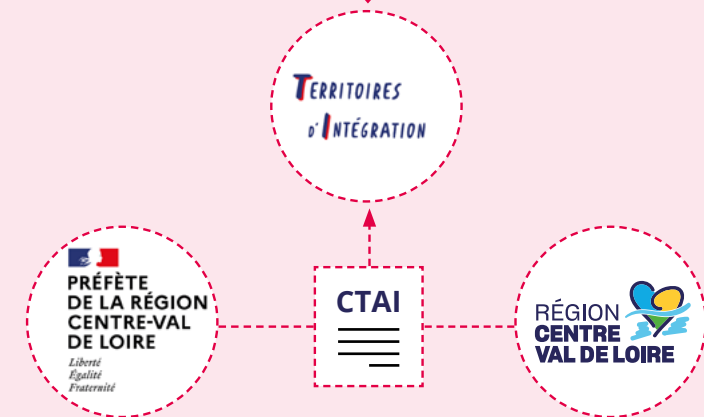 TERRITOIRES
D'INTÉGRATION
PRÉFÈTE
DE LA RÉGION
CENTRE-VAL
DE LOIRE
Liberté
Égalité
Fraternité
CTAI
RÉGION
CENTRE
VAL DE LOIRE